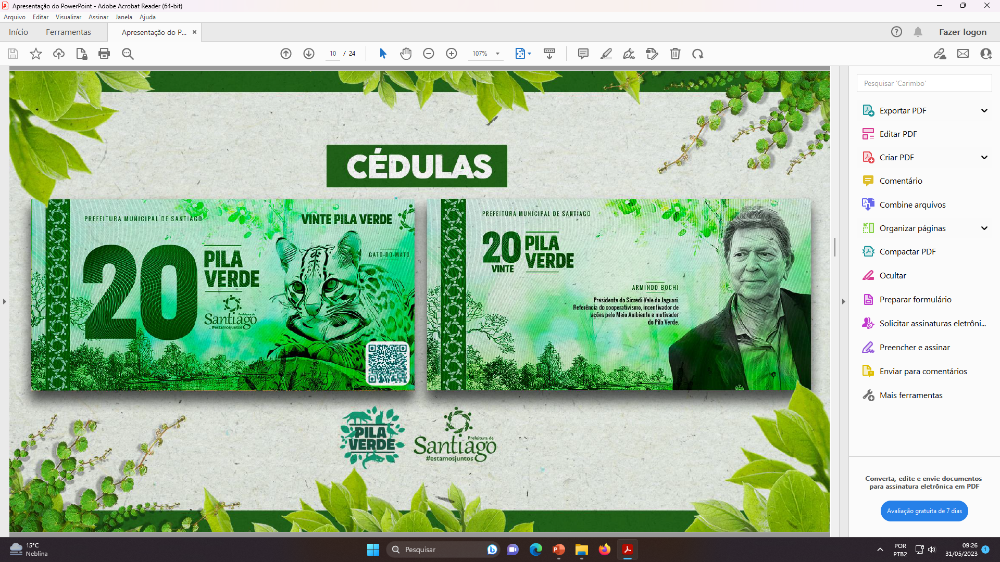 Apresentação do PowerPoint - Adobe Acrobat Reader (64-bit)
Arquivo Editar Visualizar Assinar Janela Ajuda
Início Ferramentas Apresentação do P... Fazer logon
10 / 24 107%
CÉDULAS
PREFEITURA MUNICIPAL DE SANTIAGO
VINTE PILA VERDE
GATO-DO-MATO
20 PILA
VERDE
Prefeitura de
Santiago
#estamosjuntos
PREFEITURA MUNICIPAL DE SANTIAGO
20 PILA
VERDE
VINTE
ARMINDO BOCHI
Presidente do Sicredi Vale do Jaguari.
Referência do cooperativismo, incentivador de
ações pelo Meio Ambiente e motivador
do Pila Verde.
PILA
VERDE
Prefeitura de
Santiago
#estamosjuntos
Pesquisar 'Carimbo'
Exportar PDF
Editar PDF
Criar PDF
Comentário
Combine arquivos
Organizar páginas
Compactar PDF
Ocultar
Preparar formulário
Solicitar assinaturas eletrôni...
Preencher e assinar
Enviar para comentários
Mais ferramentas
Converta, edite e envie documentos
para assinatura eletrônica em PDF
Avaliação gratuita de 7 dias
15°C
Neblina
Pesquisar
POR
PTB2
09:26
31/05/2023
1